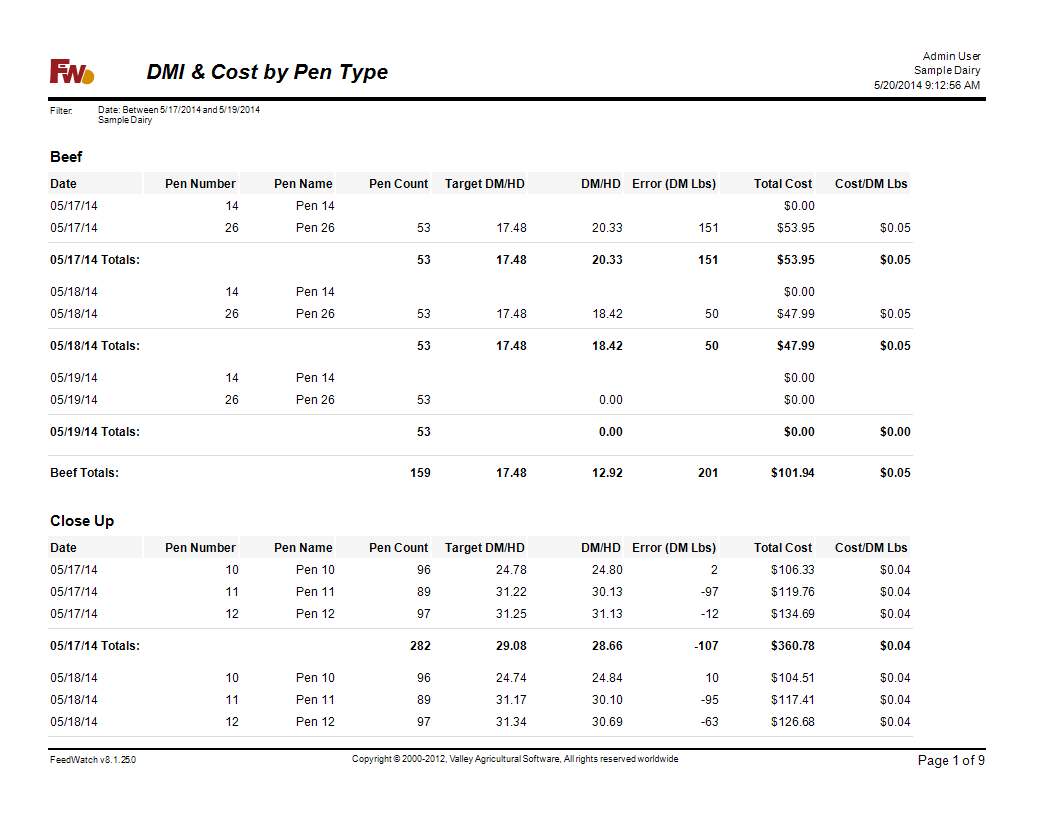 FW
DMI & Cost by Pen Type
Admin User
Sample Dairy
5/20/2014 9:12:56 AM
Filter: Date: Between 5/17/2014 and 5/19/2014
Sample Dairy
Beef
Date Pen Number Pen Name Pen Count Target DM/HD DM/HD Error (DM Lbs) Total Cost Cost/DM Lbs
05/17/14 14 Pen 14 $0.00
05/17/14 26 Pen 26 53 17.48 20.33 151 $53.95 $0.05
05/17/14 Totals: 53 17.48 20.33 151 $53.95 $0.05
05/18/14 14 Pen 14 $0.00
05/18/14 26 Pen 26 53 17.48 18.42 50 $47.99 $0.05
05/18/14 Totals: 53 17.48 18.42 50 $47.99 $0.05
05/19/14 14 Pen 14 $0.00
05/19/14 26 Pen 26 53 0.00 $0.00
05/19/14 Totals: 53 0.00 $0.00 $0.00
Beef Totals: 159 17.48 12.92 201 $101.94 $0.05
Close Up
Date Pen Number Pen Name Pen Count Target DM/HD DM/HD Error (DM Lbs) Total Cost Cost/DM Lbs
05/17/14 10 Pen 10 96 24.78 24.80 2 $106.33 $0.04
05/17/14 11 Pen 11 89 31.22 30.13 -97 $119.76 $0.04
05/17/14 12 Pen 12 97 31.25 31.13 -12 $134.69 $0.04
05/17/14 Totals: 282 29.08 28.66 -107 $360.78 $0.04
05/18/14 10 Pen 10 96 24.74 24.84 10 $104.51 $0.04
05/18/14 11 Pen 11 89 31.17 30.10 -95 $117.41 $0.04
05/18/14 12 Pen 12 97 31.34 30.69 -63 $126.68 $0.04
FeedWatch v8.1.25.0 Copyright © 2000-2012, Valley Agricultural Software, All rights reserved worldwide Page 1 of 9